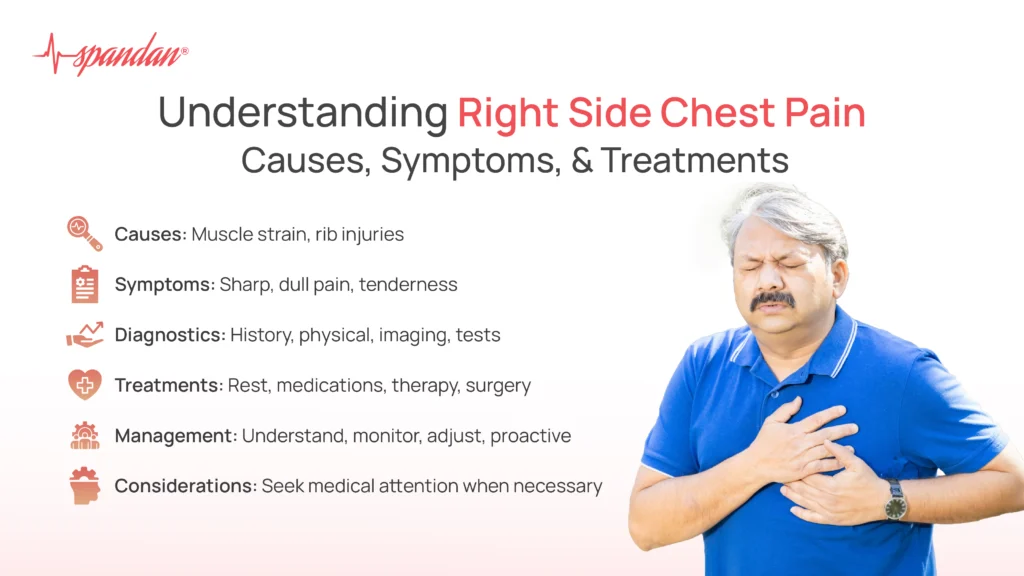 spandan®
Understanding Right Side Chest Pain
Causes, Symptoms, & Treatments
Causes: Muscle strain, rib injuries
Symptoms: Sharp, dull pain, tenderness
Diagnostics: History, physical, imaging, tests
Treatments: Rest, medications, therapy, surgery
Management: Understand, monitor, adjust, proactive
Considerations: Seek medical attention when necessary